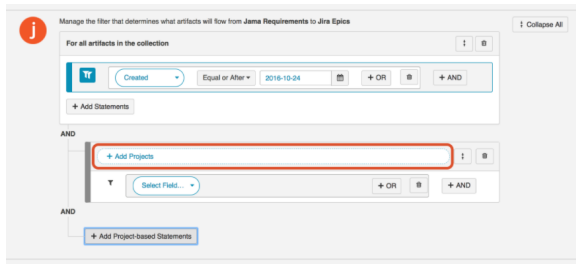 j
Manage the filter that determines what artifacts will flow from Jama Requirements to Jira Epics
Collapse All
For all artifacts in the collection
Created Equal or After 2016-10-24 + OR + AND
+ Add Statements
AND
+ Add Projects
Select Field... + OR + AND
AND
+ Add Project-based Statements